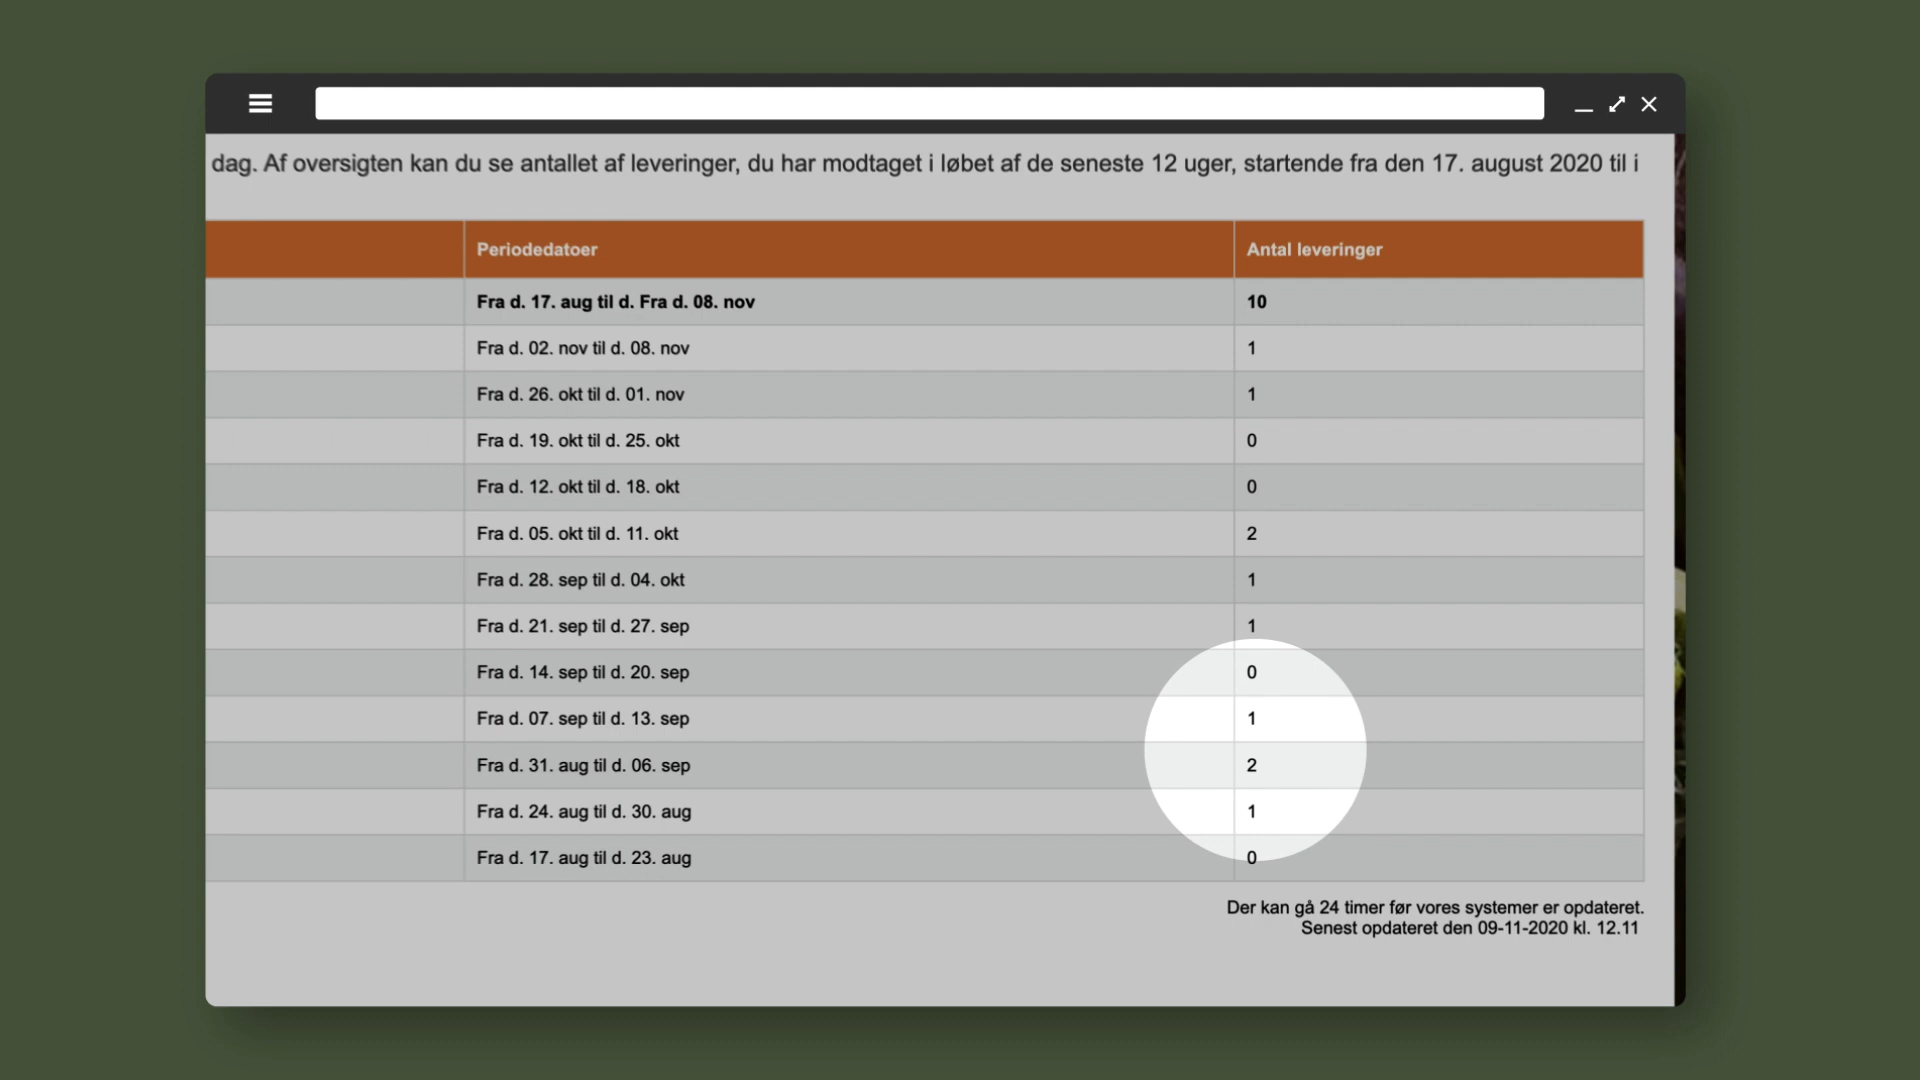 dag. Af oversigten kan du se antallet af leveringer, du har modtaget i løbet af de seneste 12 uger, startende fra den 17. august 2020 til i
Periodedatoer Antal leveringer
Fra d. 17. aug til d. Fra d. 08. nov 10
Fra d. 02. nov til d. 08. nov 1
Fra d. 26. okt til d. 01. nov 1
Fra d. 19. okt til d. 25. okt 0
Fra d. 12. okt til d. 18. okt 0
Fra d. 05. okt til d. 11. okt 2
Fra d. 28. sep til d. 04. okt 1
Fra d. 21. sep til d. 27. sep 1
Fra d. 14. sep til d. 20. sep 0
Fra d. 07. sep til d. 13. sep 1
Fra d. 31. aug til d. 06. sep 2
Fra d. 24. aug til d. 30. aug 1
Fra d. 17. aug til d. 23. aug 0
Der kan gå 24 timer før vores systemer er opdateret.
Senest opdateret den 09-11-2020 kl. 12.11